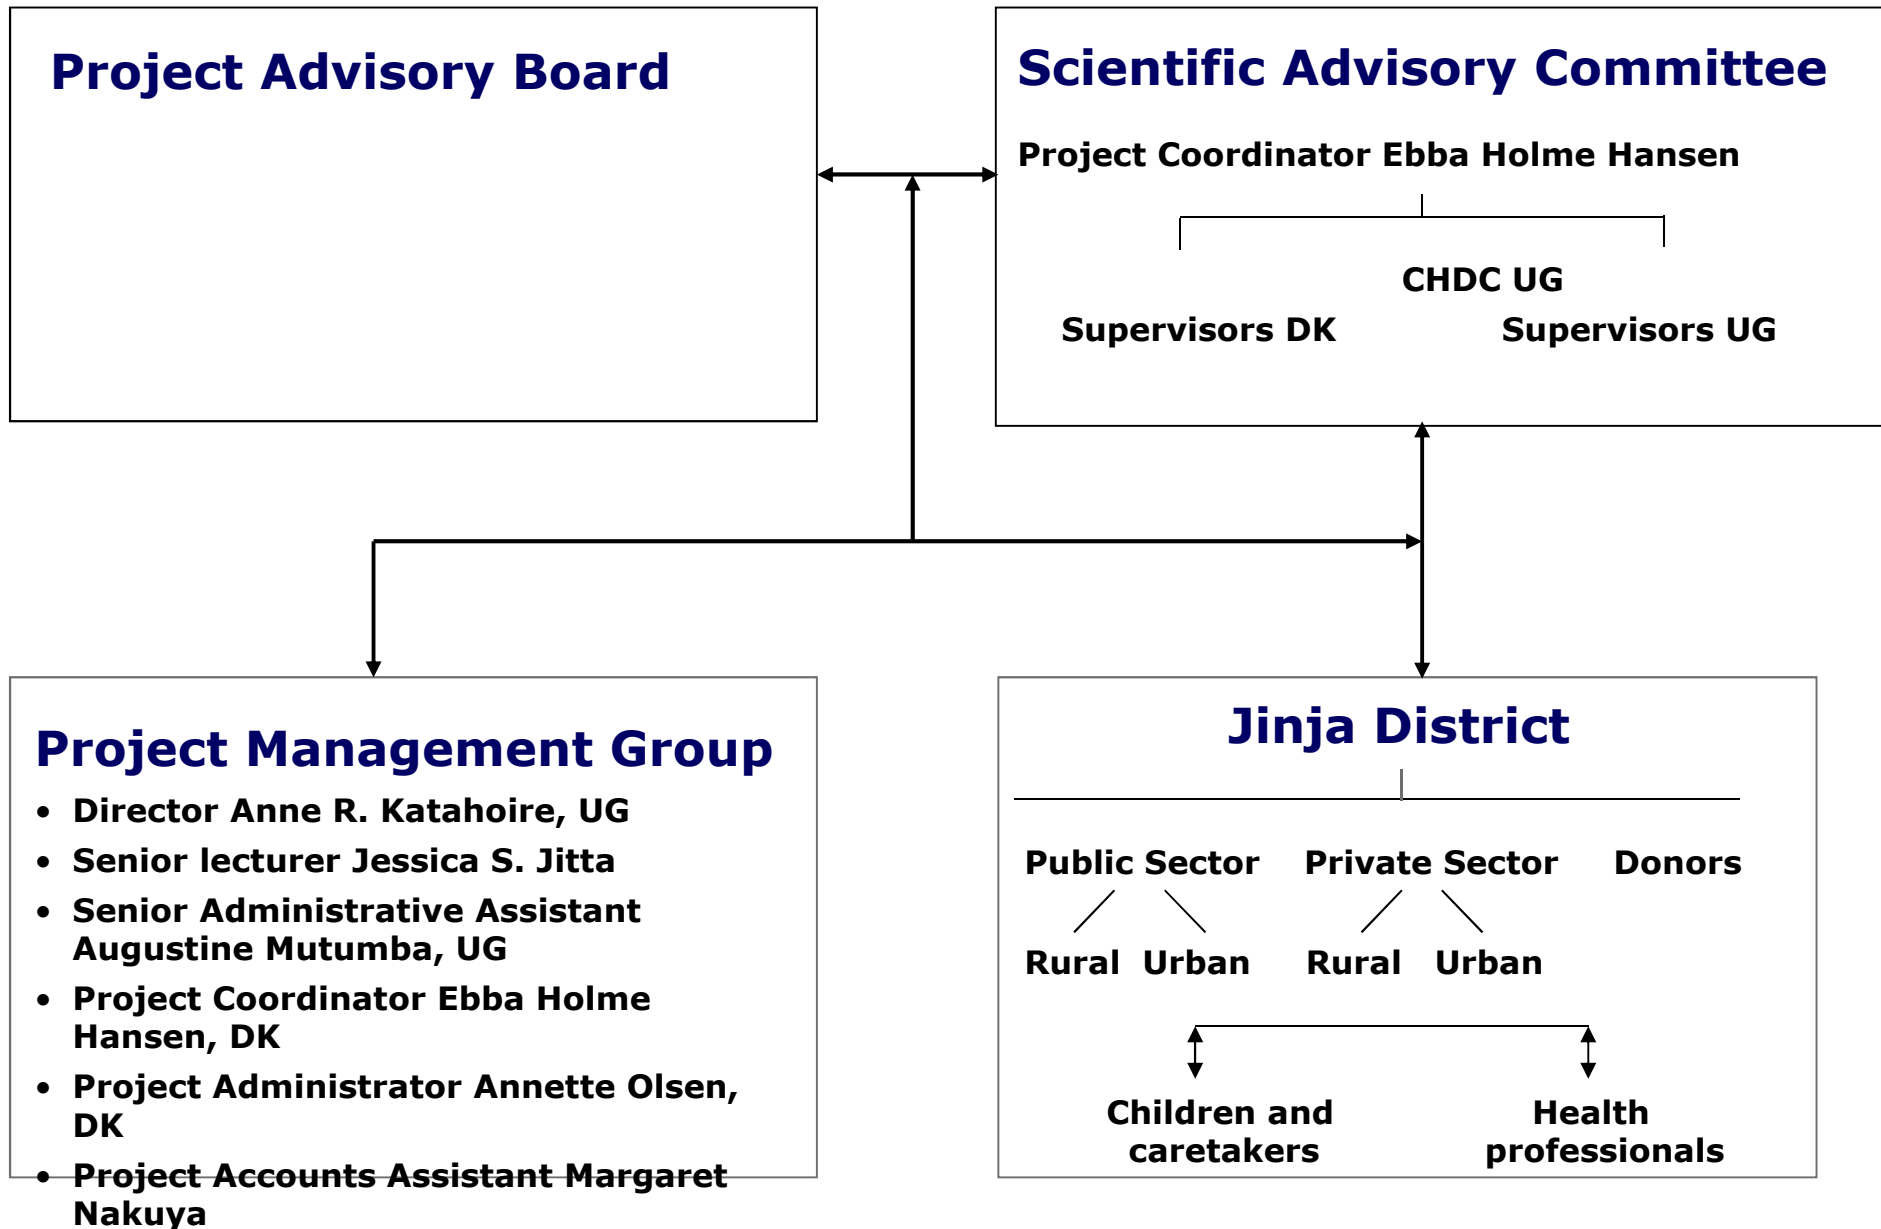 Project Advisory Board
Scientific Advisory Committee
Project Coordinator Ebba Holme Hansen
CHDC UG
Supervisors DK
Supervisors UG
Project Management Group
• Director Anne R. Katahoire, UG
• Senior lecturer Jessica S. Jitta
• Senior Administrative Assistant
Augustine Mutumba, UG
• Project Coordinator Ebba Holme
Hansen, DK
• Project Administrator Annette Olsen,
DK
• Project Accounts Assistant Margaret
Nakuya
Jinja District
Public Sector
Private Sector
Donors
Rural
Urban
Rural
Urban
Children and
caretakers
Health
professionals